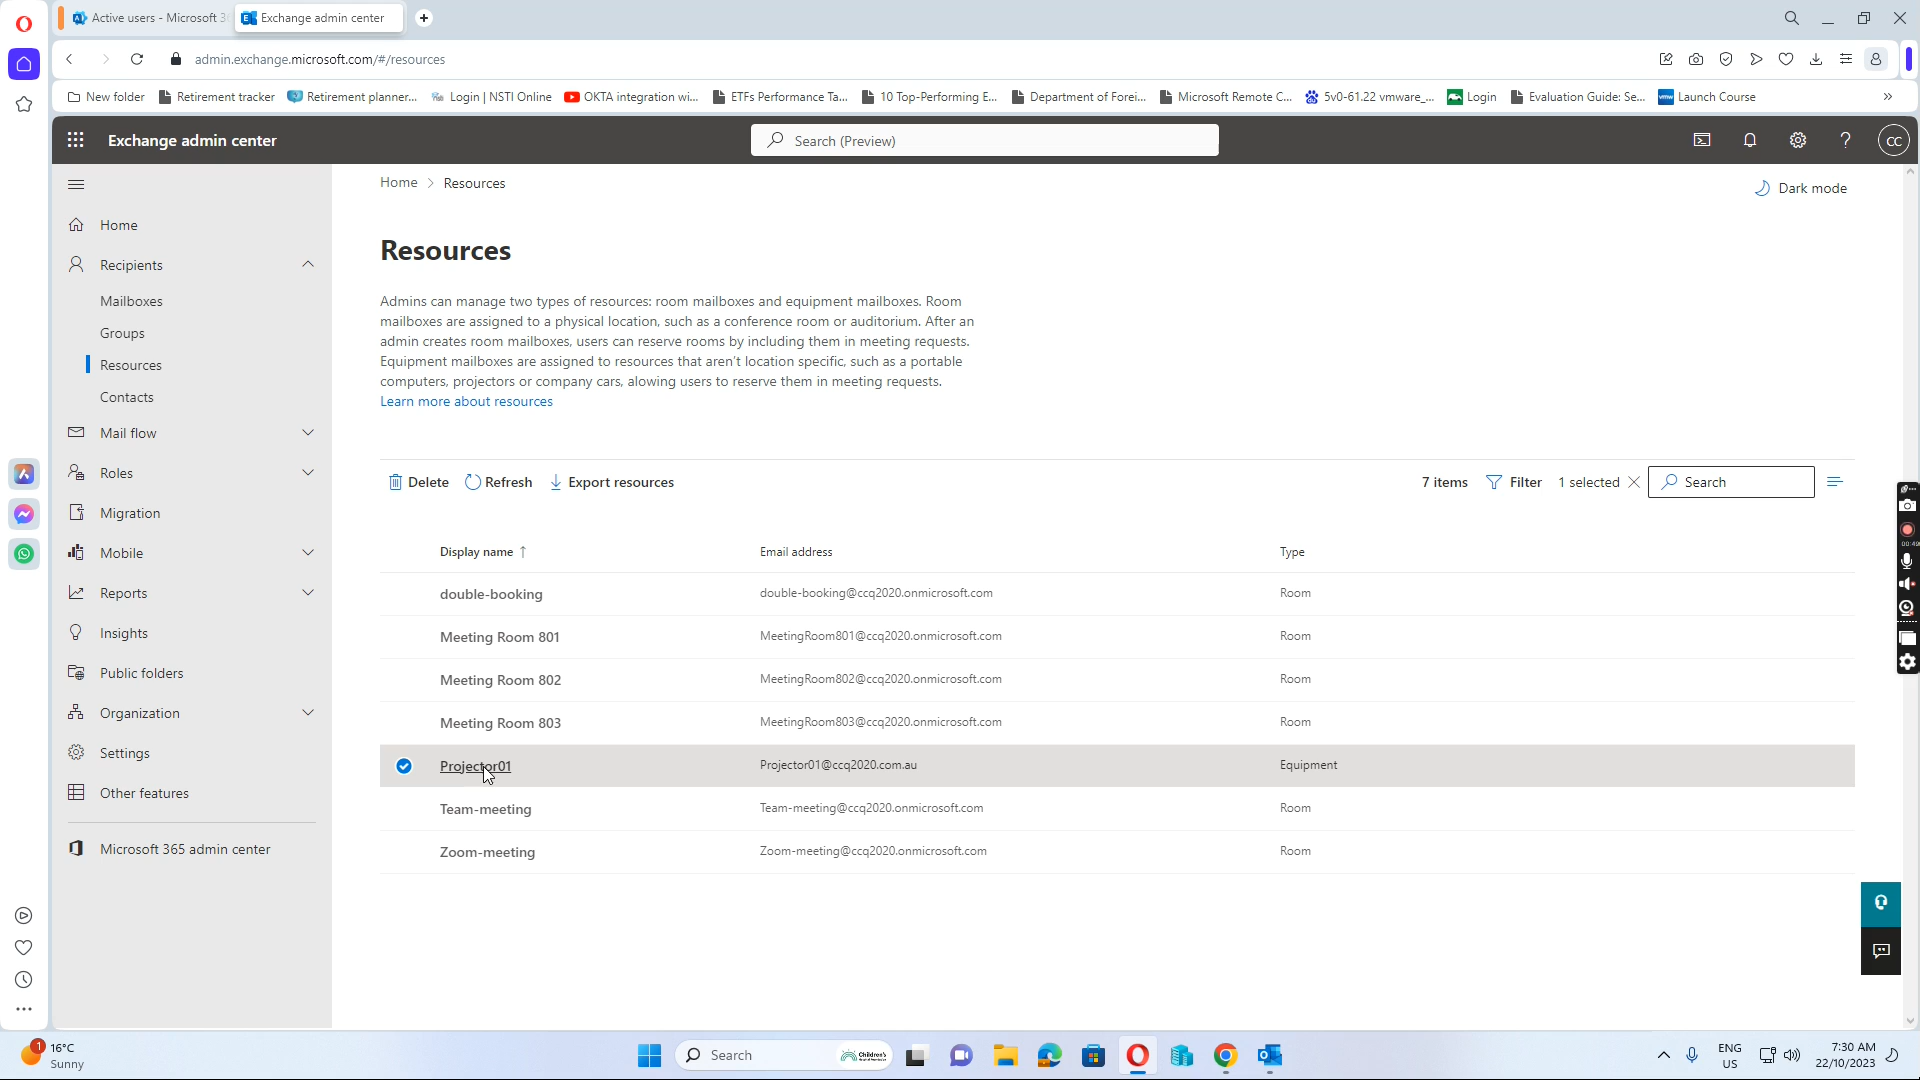 Active users - Microsoft 3
Exchange admin center
admin.exchange.microsoft.com/#/resources
New folder
Retirement tracker
Retirement planner...
Login | NSTI Online
OKTA integration wi...
ETFs Performance Ta...
10 Top-Performing E...
Department of Forei...
Microsoft Remote C...
5v0-61.22 vmware_...
Login
Evaluation Guide: Se...
Launch Course
Exchange admin center
Search (Preview)
CC
Home > Resources
Dark mode
Home
Recipients
Mailboxes
Groups
Resources
Contacts
Mail flow
Roles
Migration
Mobile
Reports
Insights
Public folders
Organization
Settings
Other features
Microsoft 365 admin center
Resources
Admins can manage two types of resources: room mailboxes and equipment mailboxes. Room
mailboxes are assigned to a physical location, such as a conference room or auditorium. After an
admin creates room mailboxes, users can reserve rooms by including them in meeting requests.
Equipment mailboxes are assigned to resources that aren't location specific, such as a portable
computers, projectors or company cars, alowing users to reserve them in meeting requests.
Learn more about resources
Delete Refresh Export resources 7 items Filter 1 selected Search
Display name ↑ Email address Type
double-booking double-booking@ccq2020.onmicrosoft.com Room
Meeting Room 801 MeetingRoom801@ccq2020.onmicrosoft.com Room
Meeting Room 802 MeetingRoom802@ccq2020.onmicrosoft.com Room
Meeting Room 803 MeetingRoom803@ccq2020.onmicrosoft.com Room
Projector01 Projector01@ccq2020.com.au Equipment
Team-meeting Team-meeting@ccq2020.onmicrosoft.com Room
Zoom-meeting Zoom-meeting@ccq2020.onmicrosoft.com Room
1
16°C
Sunny
Search
ENG
US
7:30 AM
22/10/2023